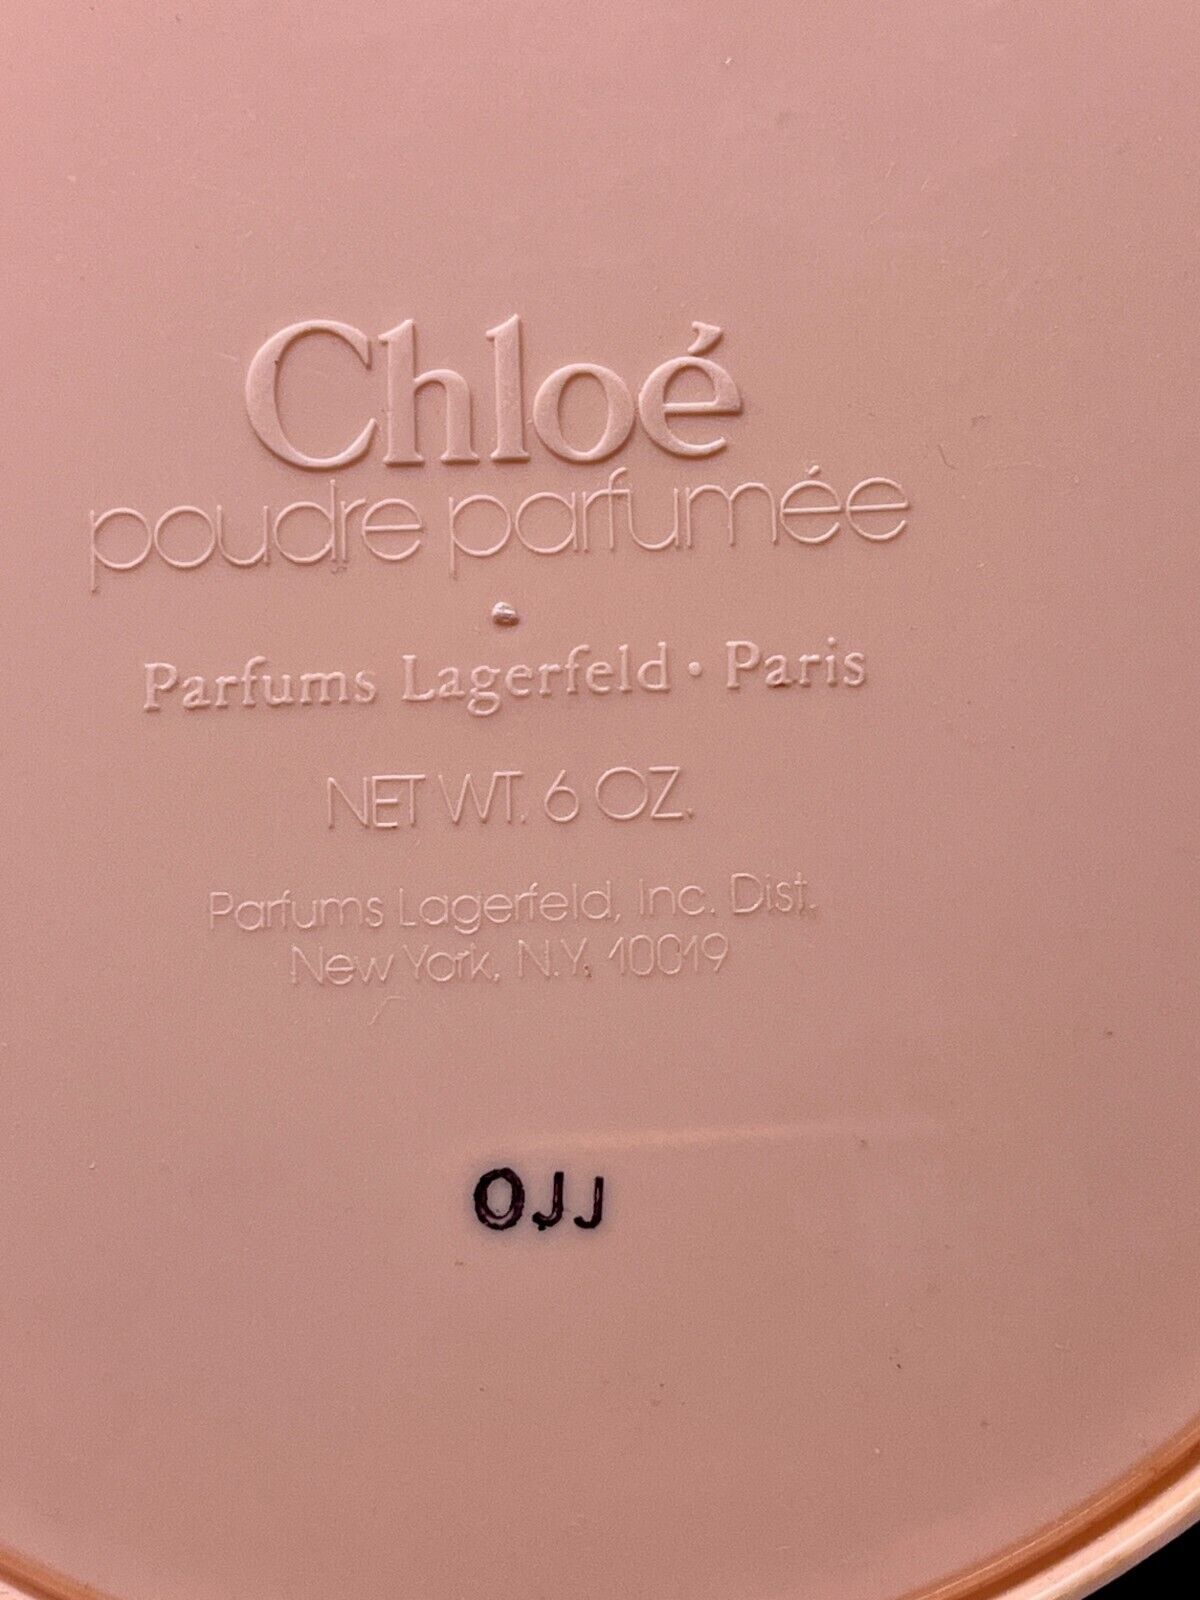 Chloé
poudre parfumée
Parfums Lagerfeld · Paris
NET WT. 6 OZ.
Parfums Lagerfeld, Inc. Dist.
New York, N.Y. 10019
OJJ